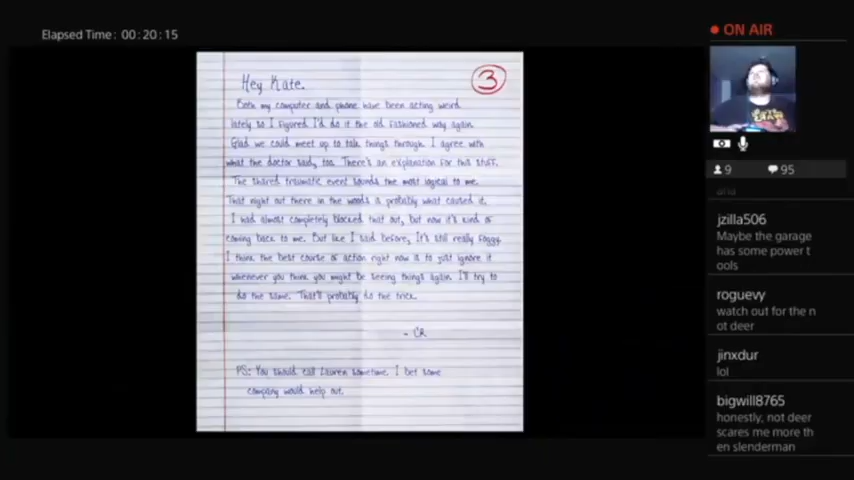 Elapsed Time : 00:20:15
ON AIR
3
Hey Kate.
Both my computer and phone have been acting weird
lately so I figured I'd do it the old fashioned way again.
Glad we could meet up to talk things through. I agree with
what the doctor said, too. There's an explanation for this stuff.
The shared traumatic event sounds the most logical to me.
That night out there in the woods is probably what caused it.
I had almost completely blocked that out, but now it's kind of
coming back to me. But like I said before, It's still really foggy.
I think the best course of action right now is to just ignore it
whenever you think you might be seeing things again. I'll try to
do the same. That'll probably do the trick.
- CR
PS: You should call Lauren sometime. I bet some
company would help out.
9
95
jzilla506
Maybe the garage
has some power t
ools
roguevy
watch out for the n
ot deer
jinxdur
lol
bigwill8765
honestly, not deer
scares me more th
en slenderman